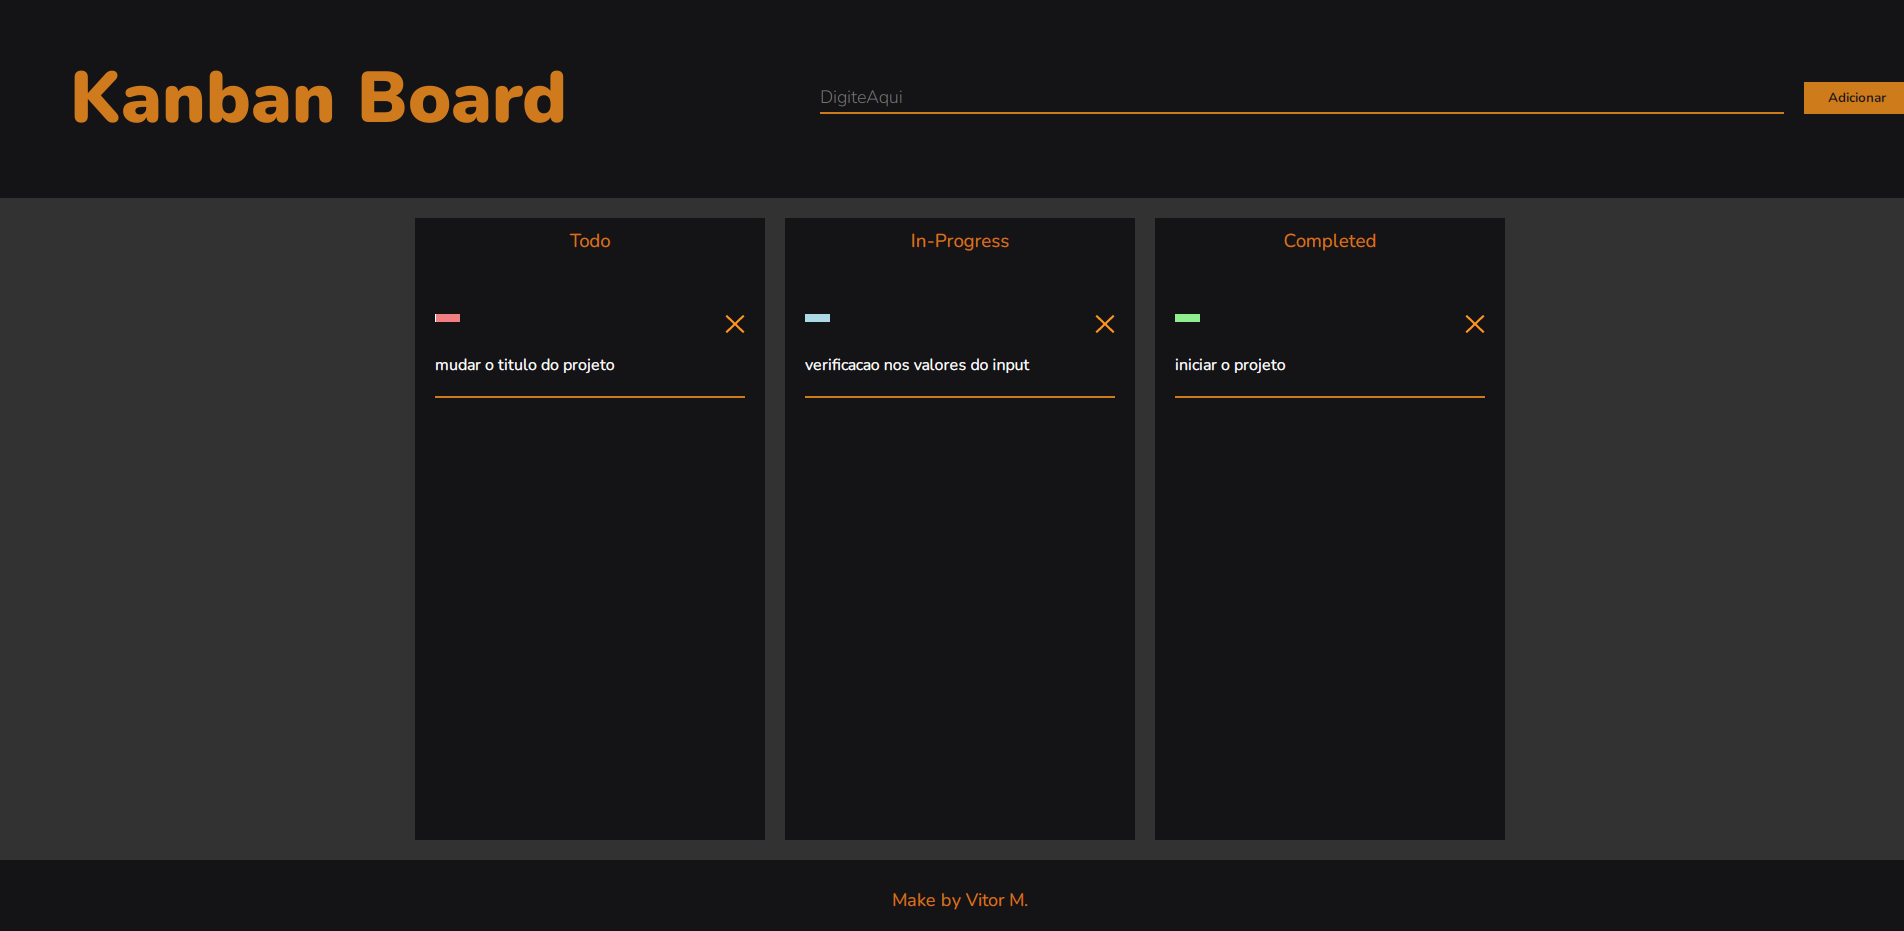 Kanban Board
DigiteAqui
Adicionar
Todo
In-Progress
Completed
mudar o titulo do projeto
verificacao nos valores do input
iniciar o projeto
Make by Vitor M.